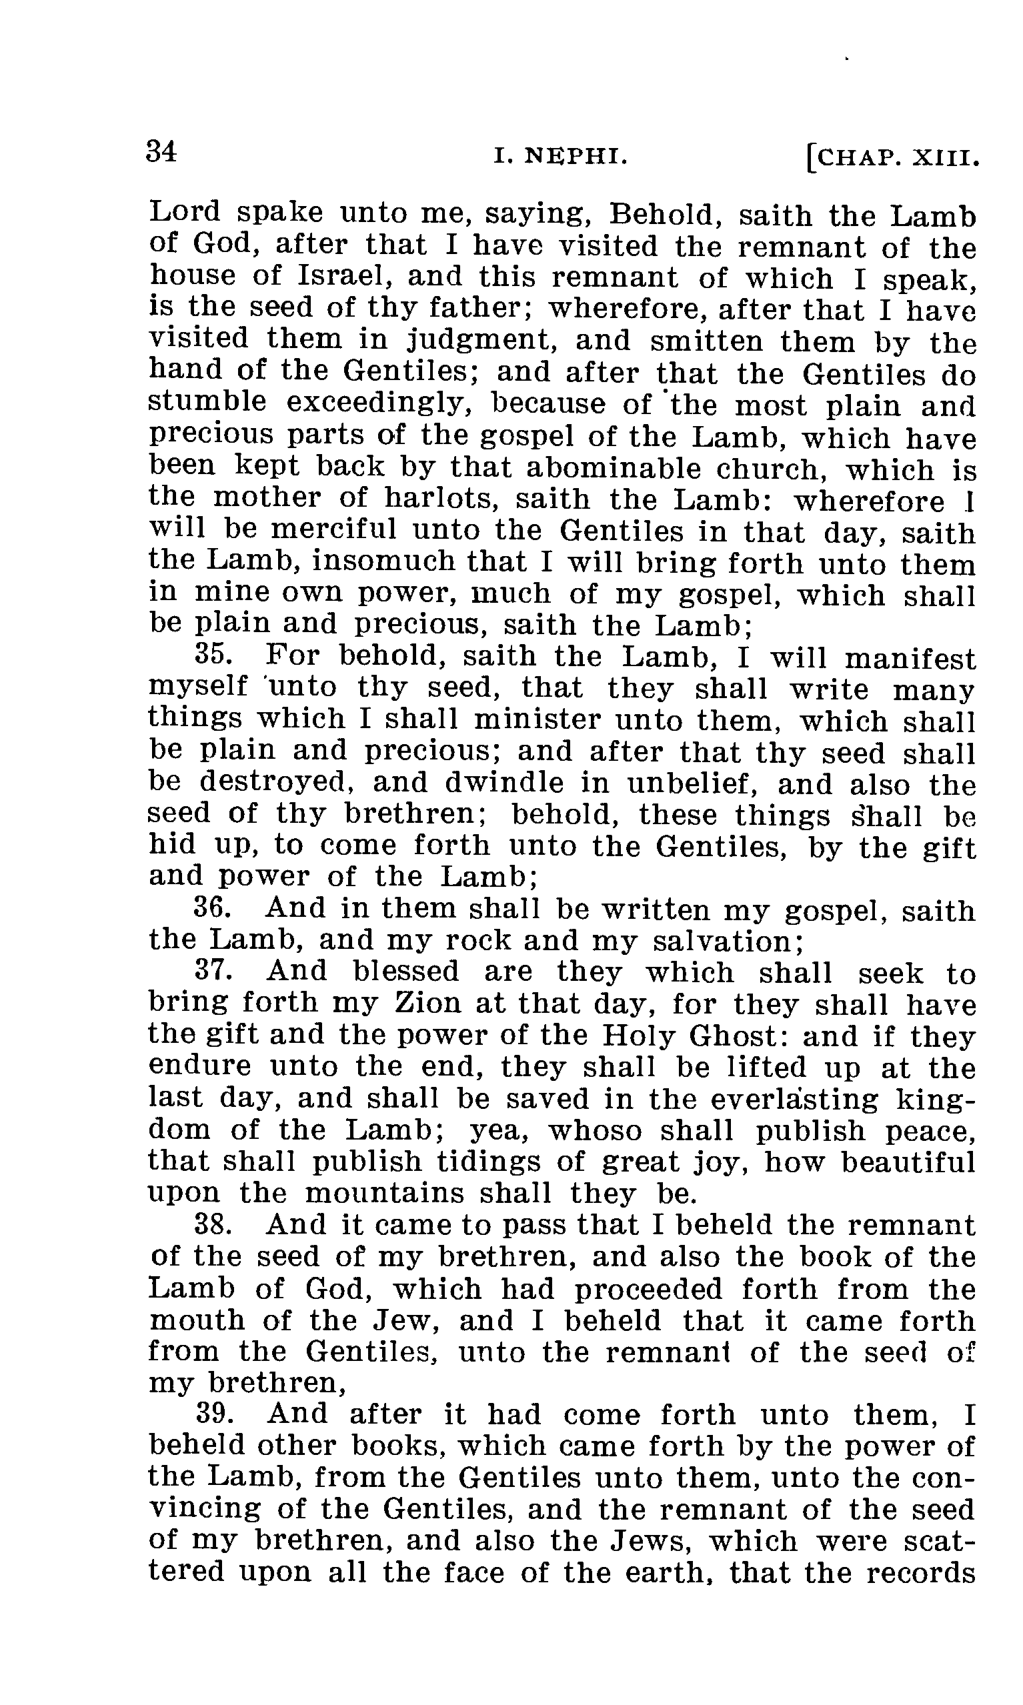 34 I. NEPHI. [CHAP. XIII.
Lord spake unto me, saying, Behold, saith the Lamb
of God, after that I have visited the remnant of the
house of Israel, and this remnant of which I speak,
is the seed of thy father; wherefore, after that I have
visited them in judgment, and smitten them by the
hand of the Gentiles; and after that the Gentiles do
stumble exceedingly, because of the most plain and
precious parts of the gospel of the Lamb, which have
been kept back by that abominable church, which is
the mother of harlots, saith the Lamb: wherefore I
will be merciful unto the Gentiles in that day, saith
the Lamb, insomuch that I will bring forth unto them
in mine own power, much of my gospel, which shall
be plain and precious, saith the Lamb;
35. For behold, saith the Lamb, I will manifest
myself unto thy seed, that they shall write many
things which I shall minister unto them, which shall
be plain and precious; and after that thy seed shall
be destroyed, and dwindle in unbelief, and also the
seed of thy brethren; behold, these things shall be
hid up, to come forth unto the Gentiles, by the gift
and power of the Lamb;
36. And in them shall be written my gospel, saith
the Lamb, and my rock and my salvation;
37. And blessed are they which shall seek to
bring forth my Zion at that day, for they shall have
the gift and the power of the Holy Ghost: and if they
endure unto the end, they shall be lifted up at the
last day, and shall be saved in the everlasting king-
dom of the Lamb; yea, whoso shall publish peace,
that shall publish tidings of great joy, how beautiful
upon the mountains shall they be.
38. And it came to pass that I beheld the remnant
of the seed of my brethren, and also the book of the
Lamb of God, which had proceeded forth from the
mouth of the Jew, and I beheld that it came forth
from the Gentiles, unto the remnant of the seed of
my brethren,
39. And after it had come forth unto them, I
beheld other books, which came forth by the power of
the Lamb, from the Gentiles unto them, unto the con-
vincing of the Gentiles, and the remnant of the seed
of my brethren, and also the Jews, which were scat-
tered upon all the face of the earth, that the records